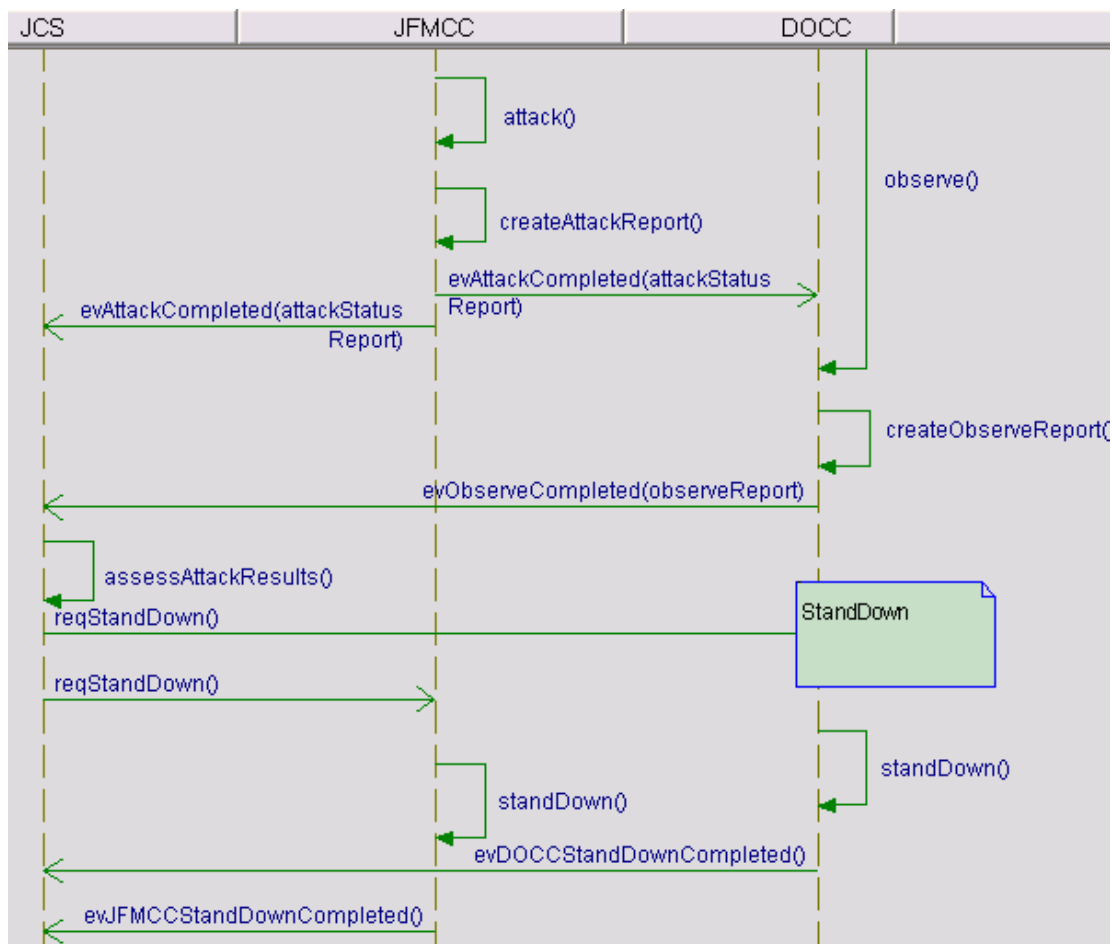 JCS JFMCC DOCC
attack()
observe()
createAttackReport()
evAttackCompleted(attackStatus
Report)
evAttackCompleted(attackStatus
Report)
createObserveReport()
evObserveCompleted(observeReport)
assessAttackResults()
reqStandDown()
StandDown
reqStandDown()
standDown()
standDown()
evDOCCStandDownCompleted()
evJFMCCStandDownCompleted()